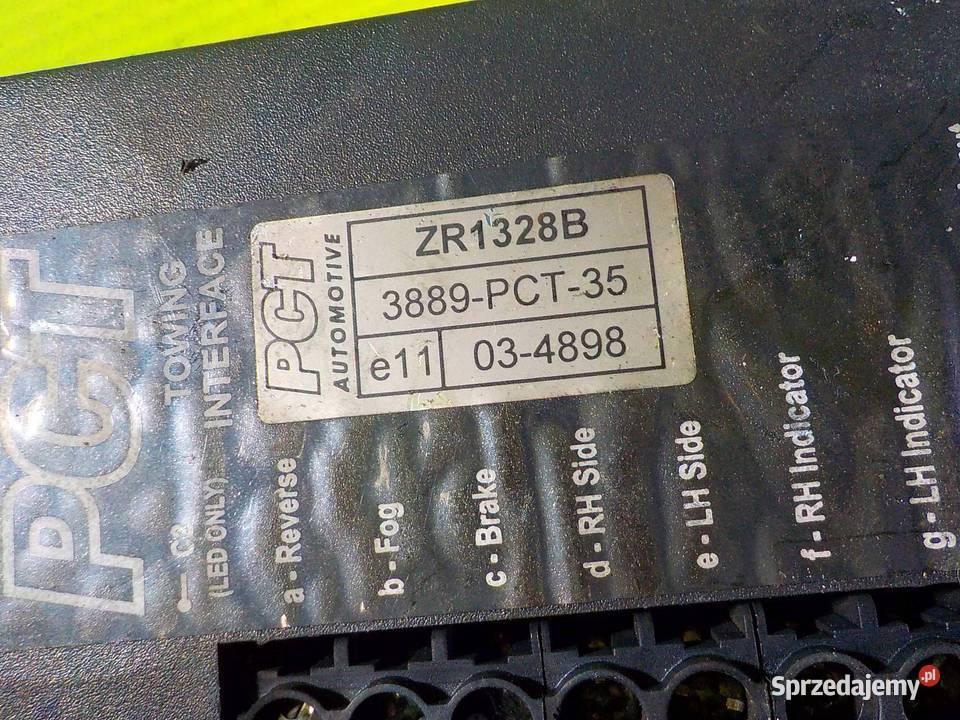 PCT
TOWING
INTERFACE
C2
(LED ONLY)
PCT
AUTOMOTIVE
ZR1328B
3889-PCT-35
e11
03-4898
a - Reverse
b - Fog
c - Brake
d - RH Side
e - LH Side
f - RH Indicator
g - LH Indicator
Sprzedajemy.pl